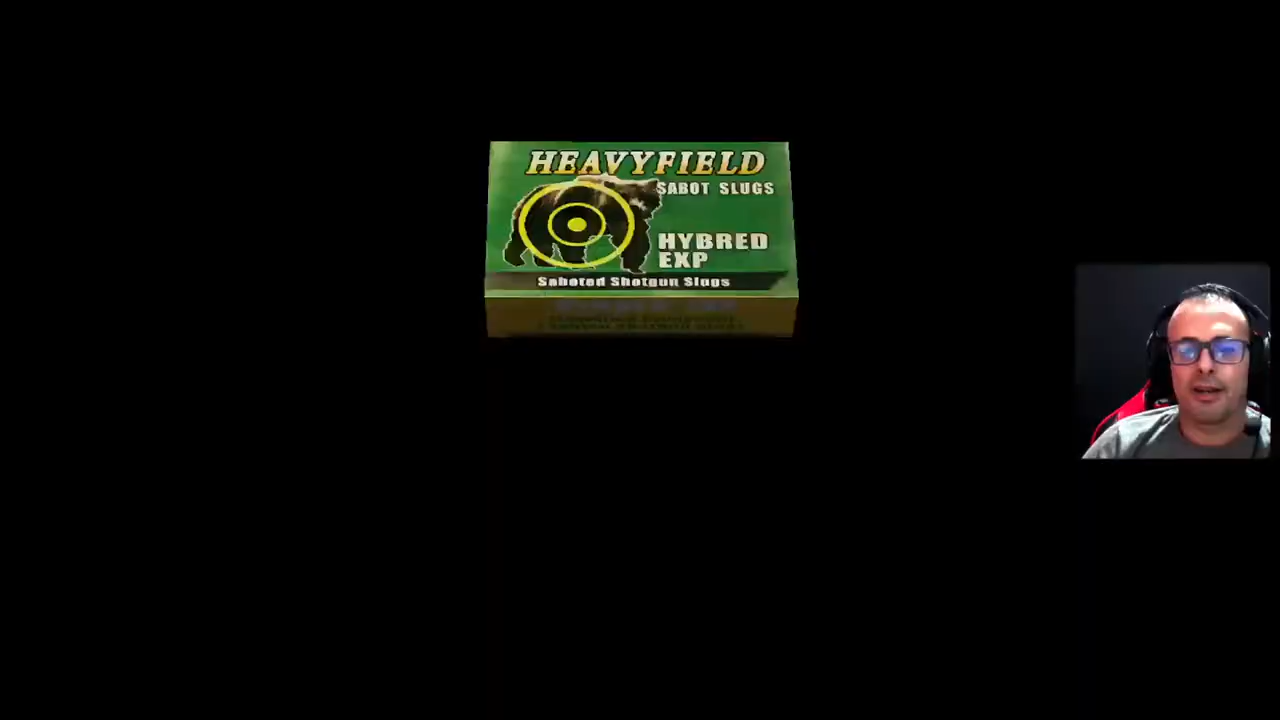 HEAVYFIELD
SABOT SLUGS
HYBRED
EXP
Saboted Shotgun Slugs